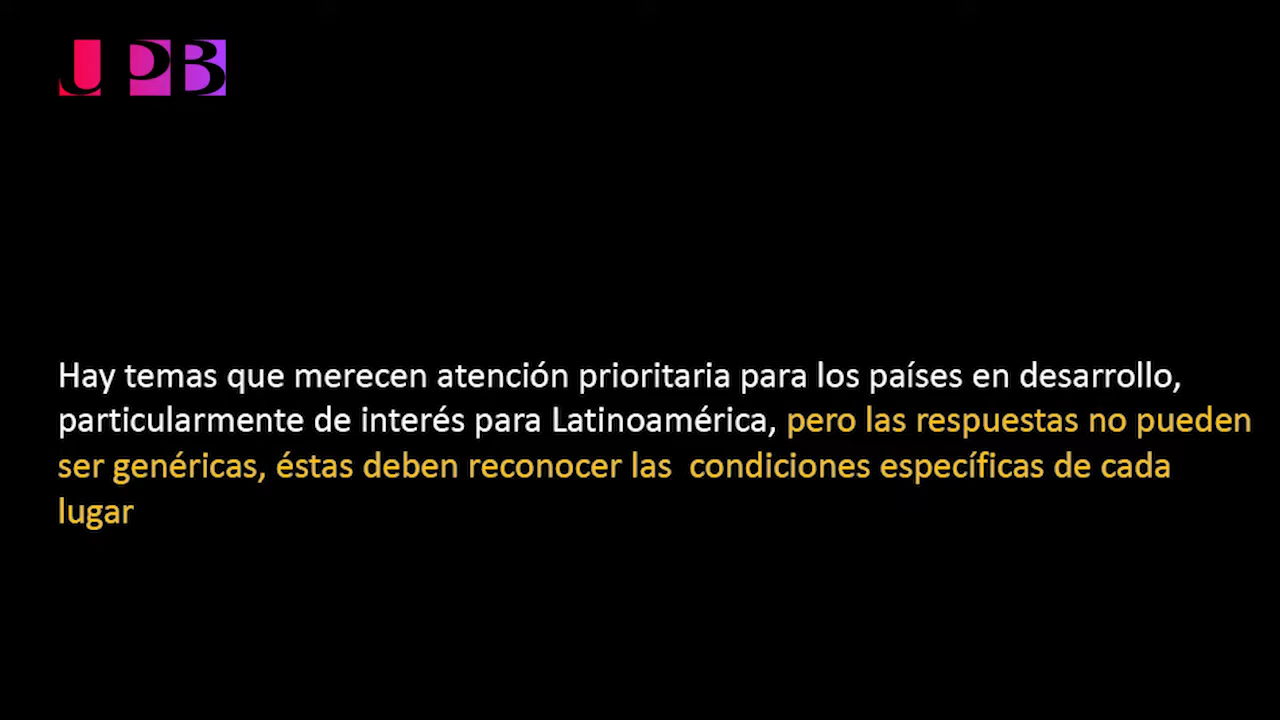 UPB
Hay temas que merecen atención prioritaria para los países en desarrollo,
particularmente de interés para Latinoamérica, pero las respuestas no pueden
ser genéricas, éstas deben reconocer las  condiciones específicas de cada
lugar